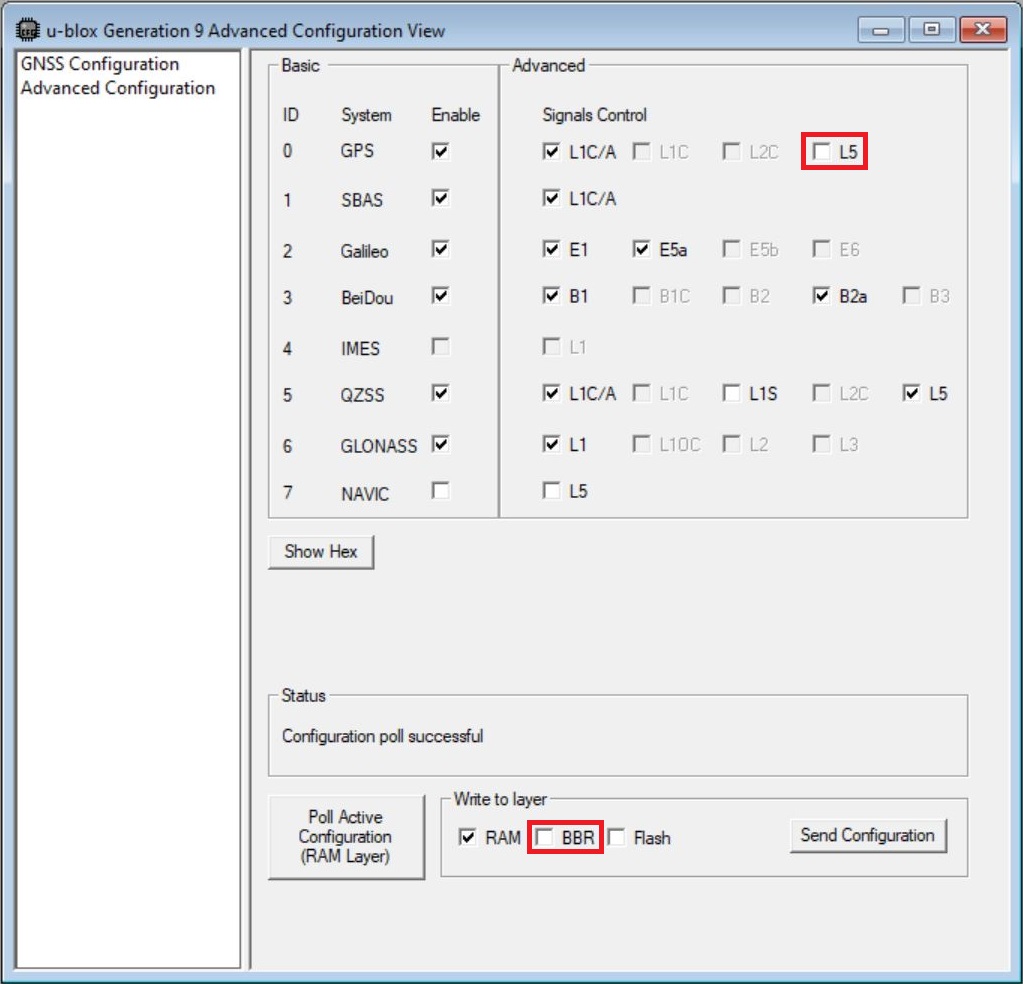 u-blox Generation 9 Advanced Configuration View
GNSS Configuration
Advanced Configuration
Basic
Advanced
ID System Enable Signals Control
0 GPS L1C/A L1C L2C L5
1 SBAS L1C/A
2 Galileo E1 E5a E5b E6
3 BeiDou B1 B1C B2 B2a B3
4 IMES L1
5 QZSS L1C/A L1C L1S L2C L5
6 GLONASS L1 L1OC L2 L3
7 NAVIC L5
Show Hex
Status
Configuration poll successful
Poll Active
Configuration
(RAM Layer)
Write to layer
RAM BBR Flash Send Configuration